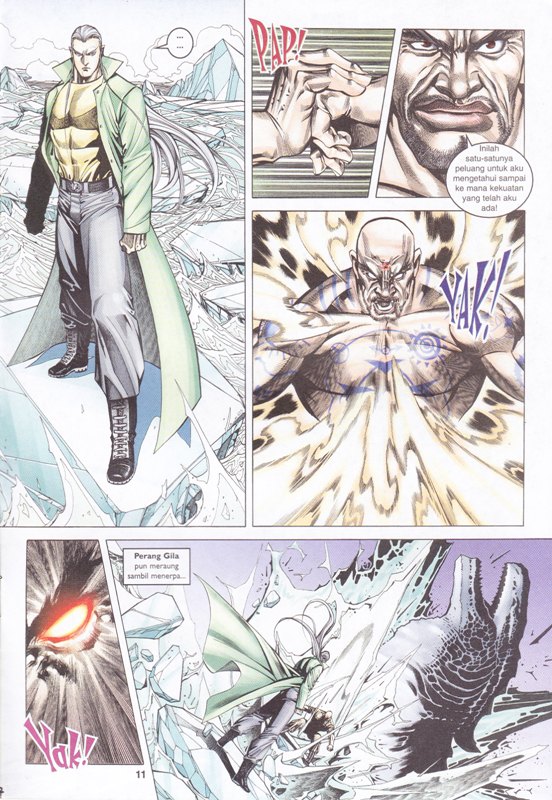 ...
...
PAP!
Inilah
satu-satunya
peluang untuk aku
mengetahui sampai
ke mana kekuatan
yang telah aku
ada!
YAK!
Perang Gila
pun meraung
sambil menerpa...
Yak!
11